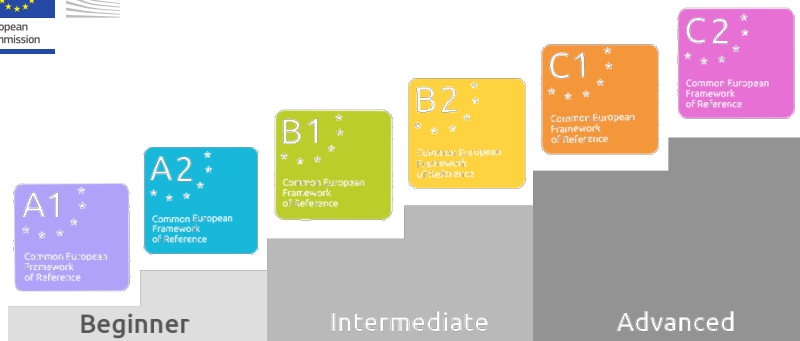 opean
mmission
A1
Common European
Framework
of Reference
A2
Common European
Framework
of Reference
B1
Common European
Framework
of Reference
B2
Common European
Framework
of Reference
C1
Common European
Framework
of Reference
C2
Common European
Framework
of Reference
Beginner
Intermediate
Advanced